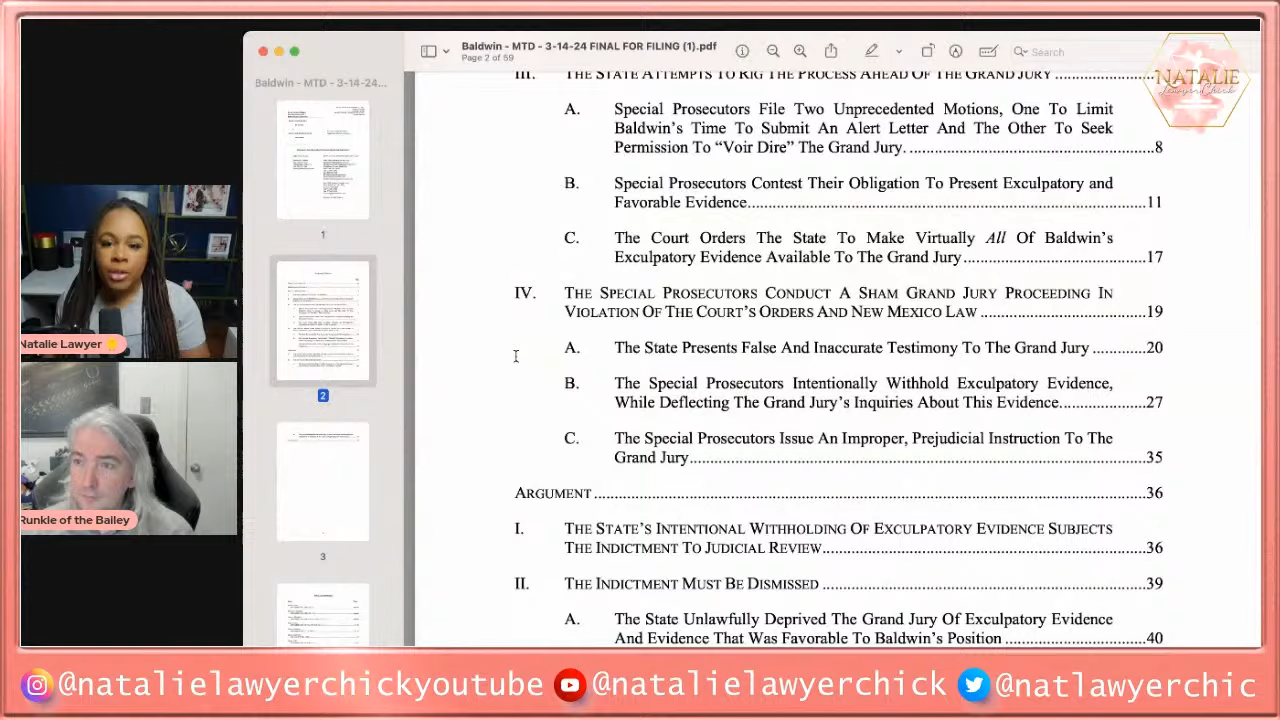 Baldwin - MTD - 3-14-24 FINAL FOR FILING (1).pdf
Page 2 of 59
Search
NATALIE
LawyerChick
Baldwin - MTD - 3-14-24...
1
2
3
Natalie Lawyer
Runkle of the Bailey
III. THE STATE ATTEMPTS TO RIG THE PROCESS AHEAD OF THE GRAND JURY
A. Special Prosecutors File Two Unprecedented Motions One To Limit
Baldwin's Time To Submit An Alert Letter And The Other To Seek
Permission To "Voir Dire" The Grand Jury. 8
B. Special Prosecutors Contest Their Obligation To Present Exculpatory and
Favorable Evidence 11
C. The Court Orders The State To Make Virtually All Of Baldwin's
Exculpatory Evidence Available To The Grand Jury 17
IV. THE SPECIAL PROSECUTORS CONDUCT A SHAM GRAND JURY PROCEEDING IN
VIOLATION OF THE COURT'S ORDERS AND NEW MEXICO LAW 19
A. The State Presents False And Inaccurate Testimony To The Grand Jury 20
B. The Special Prosecutors Intentionally Withhold Exculpatory Evidence,
While Deflecting The Grand Jury's Inquiries About This Evidence. 27
C. The Special Prosecutors Issue An Improper, Prejudicial Instruction To The
Grand Jury 35
ARGUMENT 36
I. THE STATE'S INTENTIONAL WITHHOLDING OF EXCULPATORY EVIDENCE SUBJECTS
THE INDICTMENT TO JUDICIAL REVIEW 36
II. THE INDICTMENT MUST BE DISMISSED 39
A. The State Unfairly Deprived The Grand Jury Of Exculpatory Evidence
And Evidence That Was Favorable To Baldwin's Position 40
@natalielawyerchickyoutube @natalielawyerchick @natlawyerchic